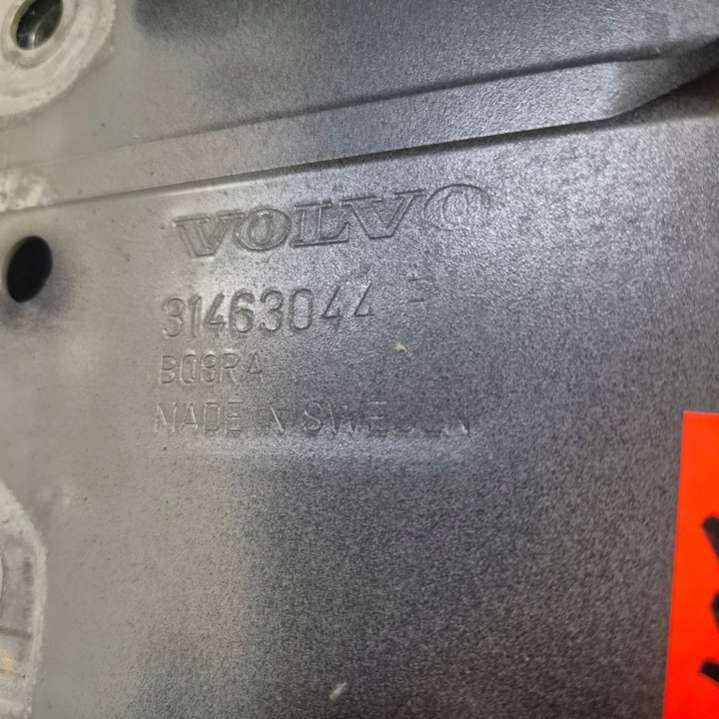 VOLVO
31463044 P
B08RA
MADE IN SWEDEN